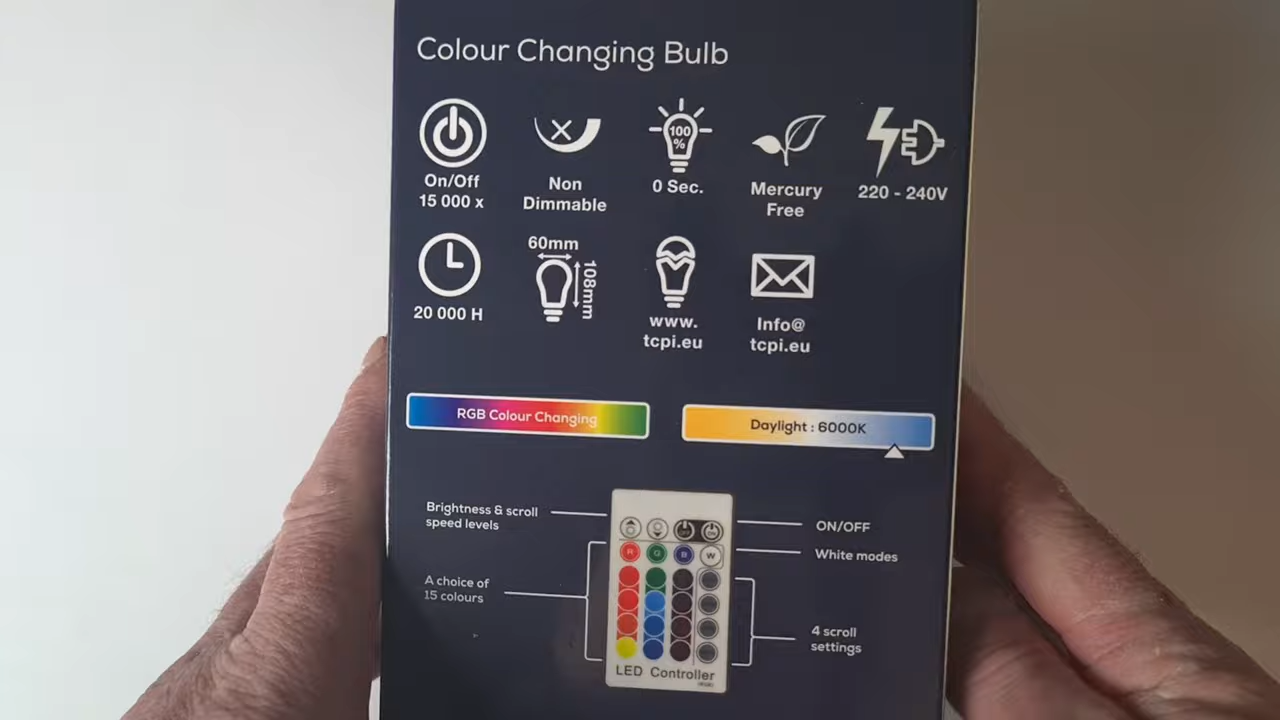 Colour Changing Bulb
100
%
On/Off
15 000 x
Non
Dimmable
0 Sec.
Mercury
Free
220 - 240V
20 000 H
60mm
108mm
www.
tcpi.eu
Info@
tcpi.eu
RGB Colour Changing
Daylight : 6000K
Brightness & scroll
speed levels
ON/OFF
White modes
A choice of
15 colours
4 scroll
settings
R
G
B
W
LED Controller